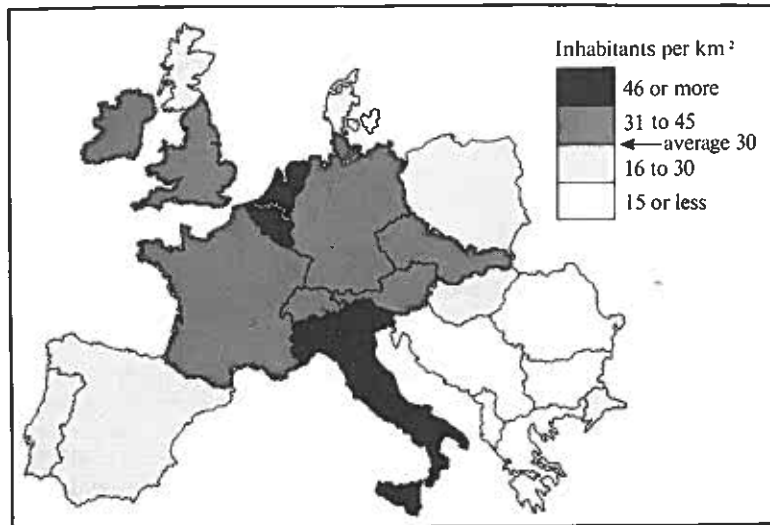 Inhabitants per km²
46 or more
31 to 45
average 30
16 to 30
15 or less